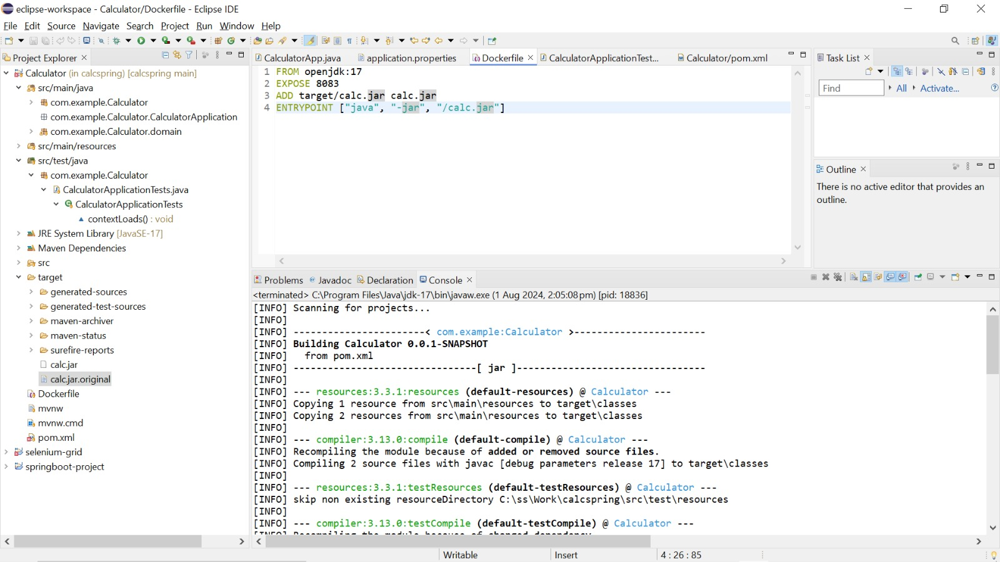 eclipse-workspace - Calculator/Dockerfile - Eclipse IDE
File Edit Source Navigate Search Project Run Window Help
Project Explorer
Calculator (in calcspring) [calcspring main]
src/main/java
com.example.Calculator
com.example.Calculator.CalculatorApplication
com.example.Calculator.domain
src/main/resources
src/test/java
com.example.Calculator
CalculatorApplicationTests.java
CalculatorApplicationTests
contextLoads() : void
JRE System Library [JavaSE-17]
Maven Dependencies
src
target
generated-sources
generated-test-sources
maven-archiver
maven-status
surefire-reports
calc.jar
calc.jar.original
Dockerfile
mvnw
mvnw.cmd
pom.xml
selenium-grid
springboot-project
CalculatorApp.java application.properties Dockerfile CalculatorApplicationTest... Calculator/pom.xml
1 FROM openjdk:17
2 EXPOSE 8083
3 ADD target/calc.jar calc.jar
4 ENTRYPOINT ["java", "-jar", "/calc.jar"]
Task List
Find All Activate...
Outline
There is no active editor that provides an
outline.
Problems Javadoc Declaration Console
<terminated> C:\Program Files\Java\jdk-17\bin\javaw.exe (1 Aug 2024, 2:05:08 pm) [pid: 18836]
[INFO] Scanning for projects...
[INFO]
[INFO] -----------------------< com.example:Calculator >-----------------------
[INFO] Building Calculator 0.0.1-SNAPSHOT
[INFO]   from pom.xml
[INFO] --------------------------------[ jar ]---------------------------------
[INFO]
[INFO] --- resources:3.3.1:resources (default-resources) @ Calculator ---
[INFO] Copying 1 resource from src\main\resources to target\classes
[INFO] Copying 2 resources from src\main\resources to target\classes
[INFO]
[INFO] --- compiler:3.13.0:compile (default-compile) @ Calculator ---
[INFO] Recompiling the module because of added or removed source files.
[INFO] Compiling 2 source files with javac [debug parameters release 17] to target\classes
[INFO]
[INFO] --- resources:3.3.1:testResources (default-testResources) @ Calculator ---
[INFO] skip non existing resourceDirectory C:\ss\Work\calcspring\src\test\resources
[INFO]
[INFO] --- compiler:3.13.0:testCompile (default-testCompile) @ Calculator ---
[INFO] Recompiling the module because of changed dependency.
Writable Insert 4 : 26 : 85